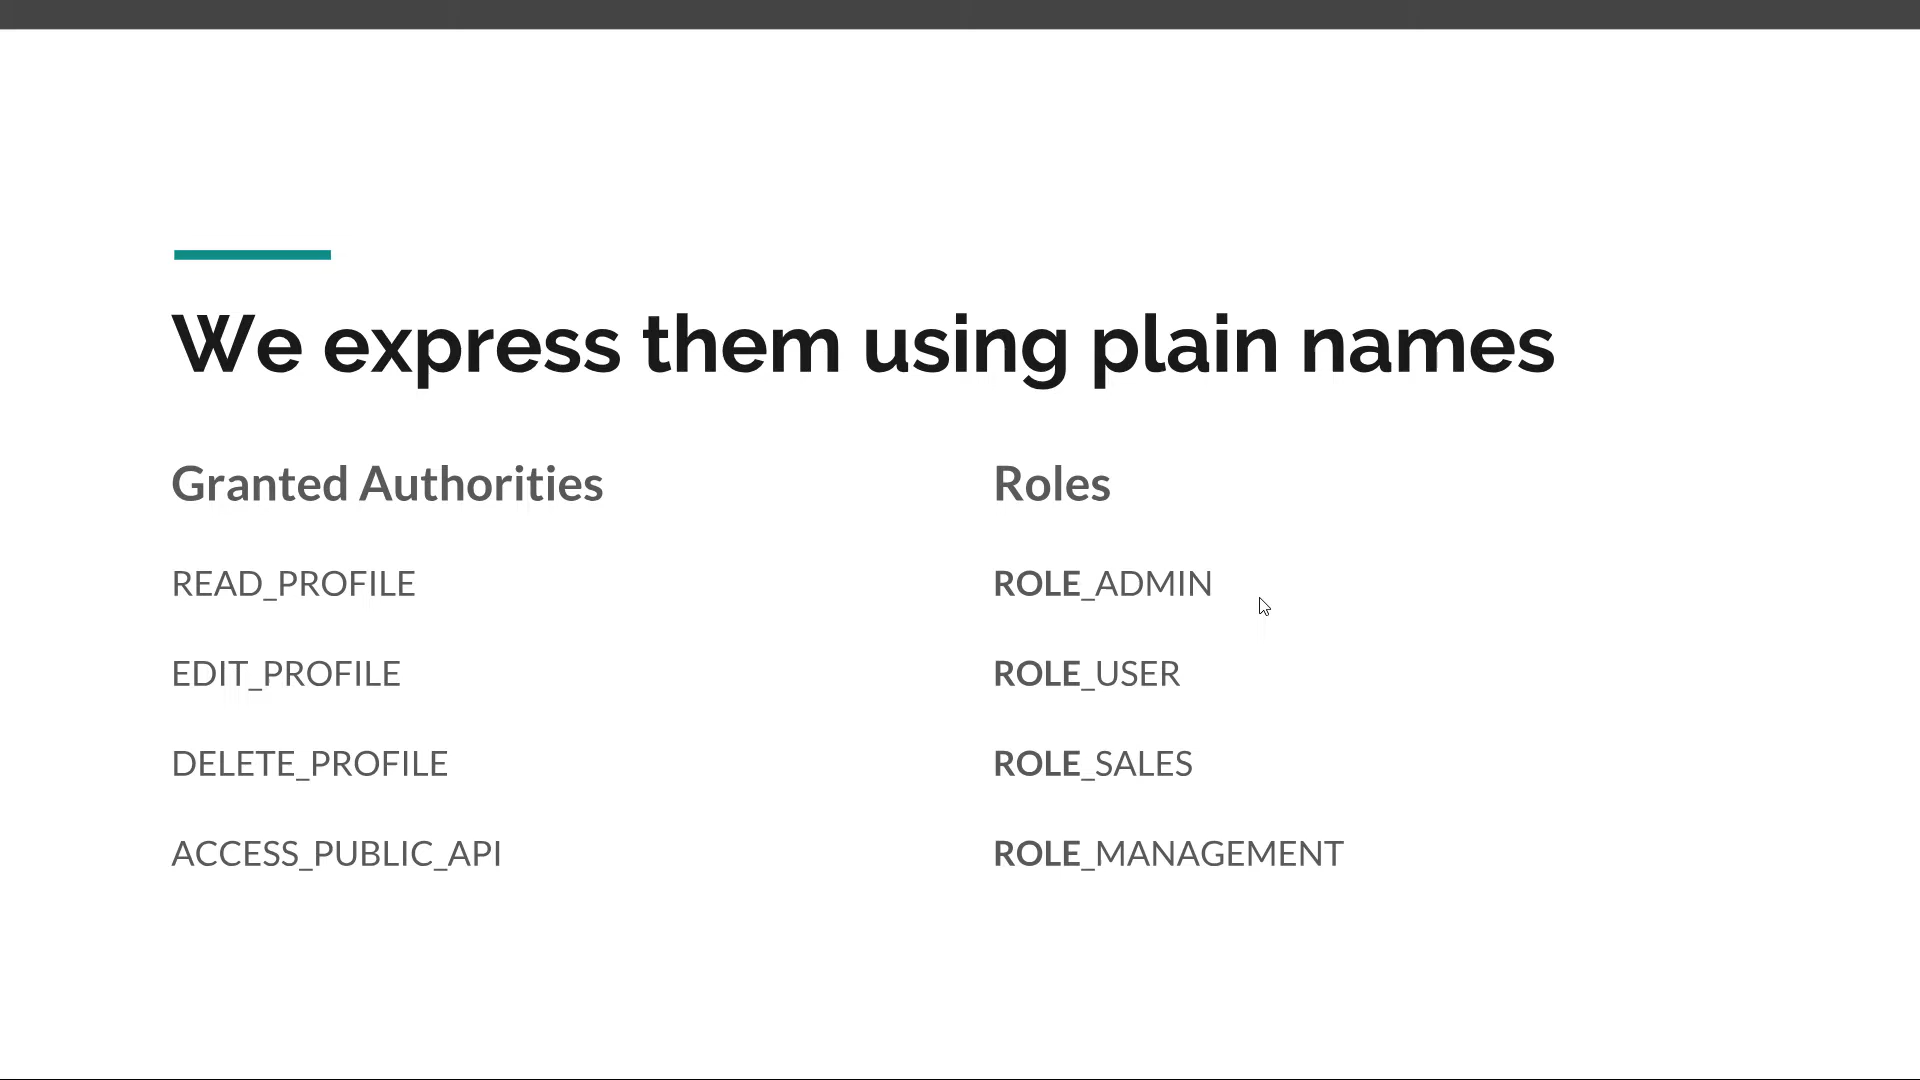 We express them using plain names
Granted Authorities
READ_PROFILE
EDIT_PROFILE
DELETE_PROFILE
ACCESS_PUBLIC_API
Roles
ROLE_ADMIN
ROLE_USER
ROLE_SALES
ROLE_MANAGEMENT